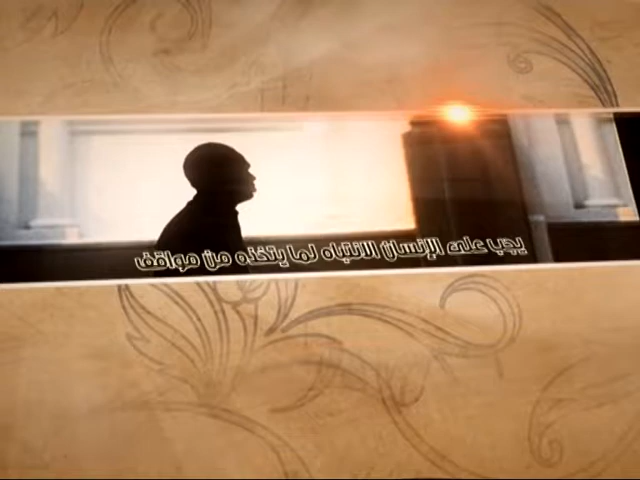 يجب على الإنسان الانتباه لما يتخذه من مواقف